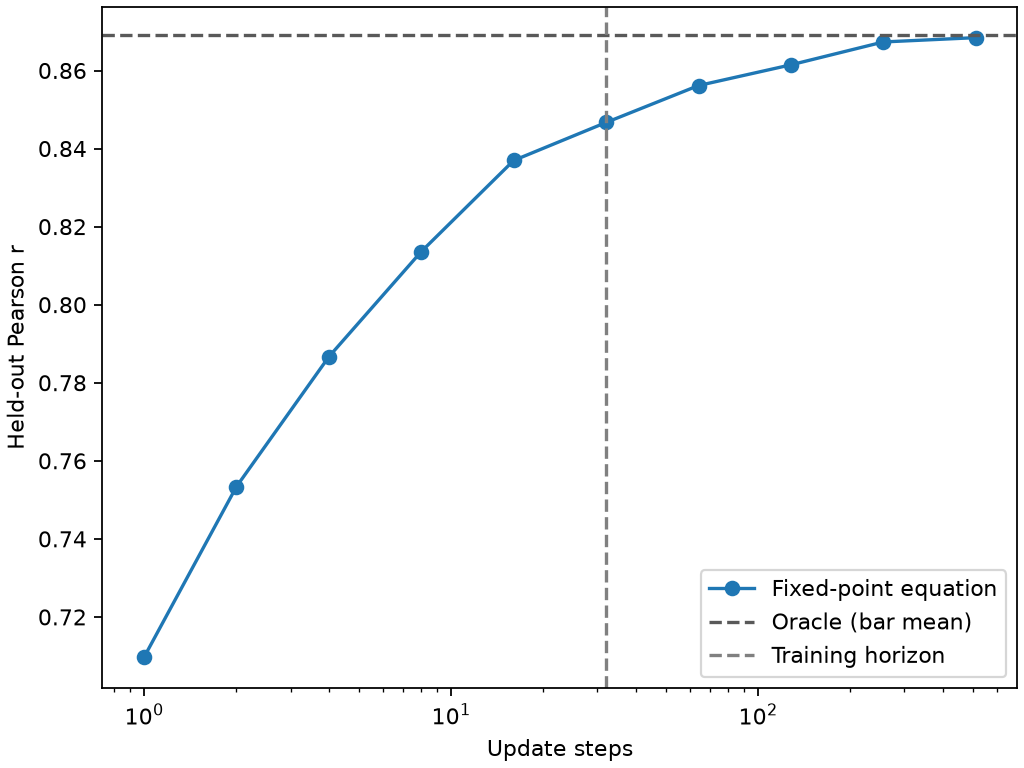 Held-out Pearson r
0.86
0.84
0.82
0.80
0.78
0.76
0.74
0.72
10⁰
10¹
10²
Update steps
Fixed-point equation
Oracle (bar mean)
Training horizon